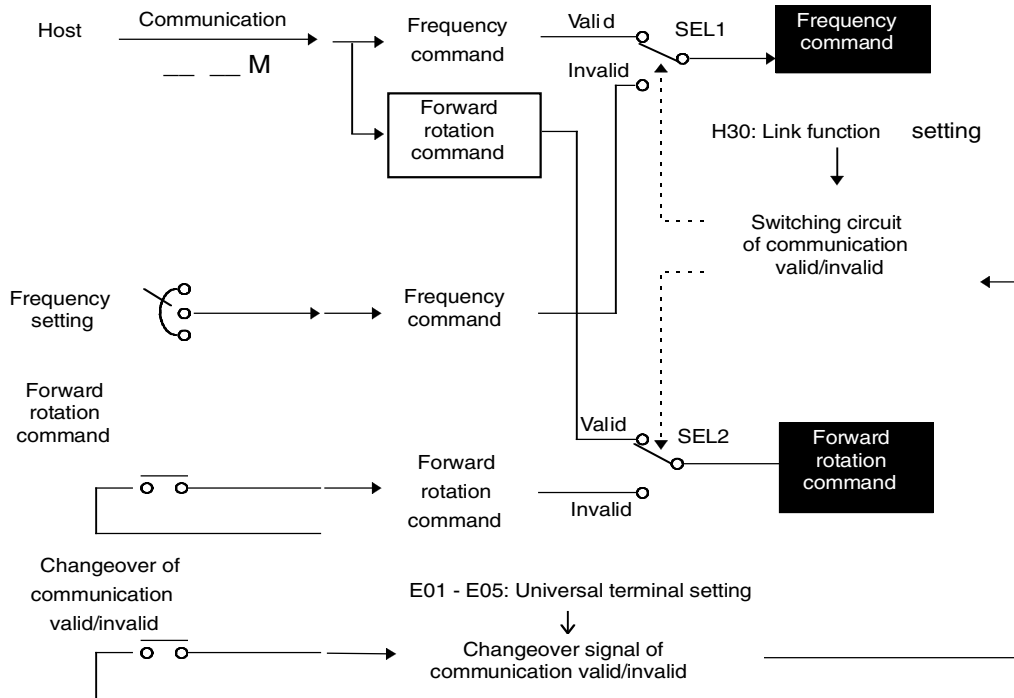 Host
Communication
__ __ M
Frequency
command
Valid
SEL1
Frequency
command
Invalid
Forward
rotation
command
H30: Link function setting
Switching circuit
of communication
valid/invalid
Frequency
setting
Frequency
command
Forward
rotation
command
Valid
SEL2
Forward
rotation
command
Forward
rotation
command
Invalid
Changeover of
communication
valid/invalid
E01 - E05: Universal terminal setting
Changeover signal of
communication valid/invalid